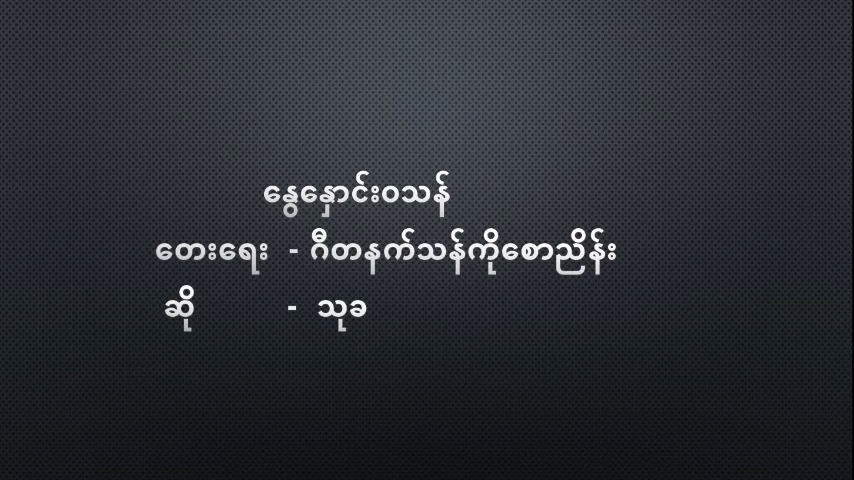 နွေနှောင်းဝသန်
တေးရေး - ဂီတနက်သန်ကိုစောညိန်း
ဆို - သုခ